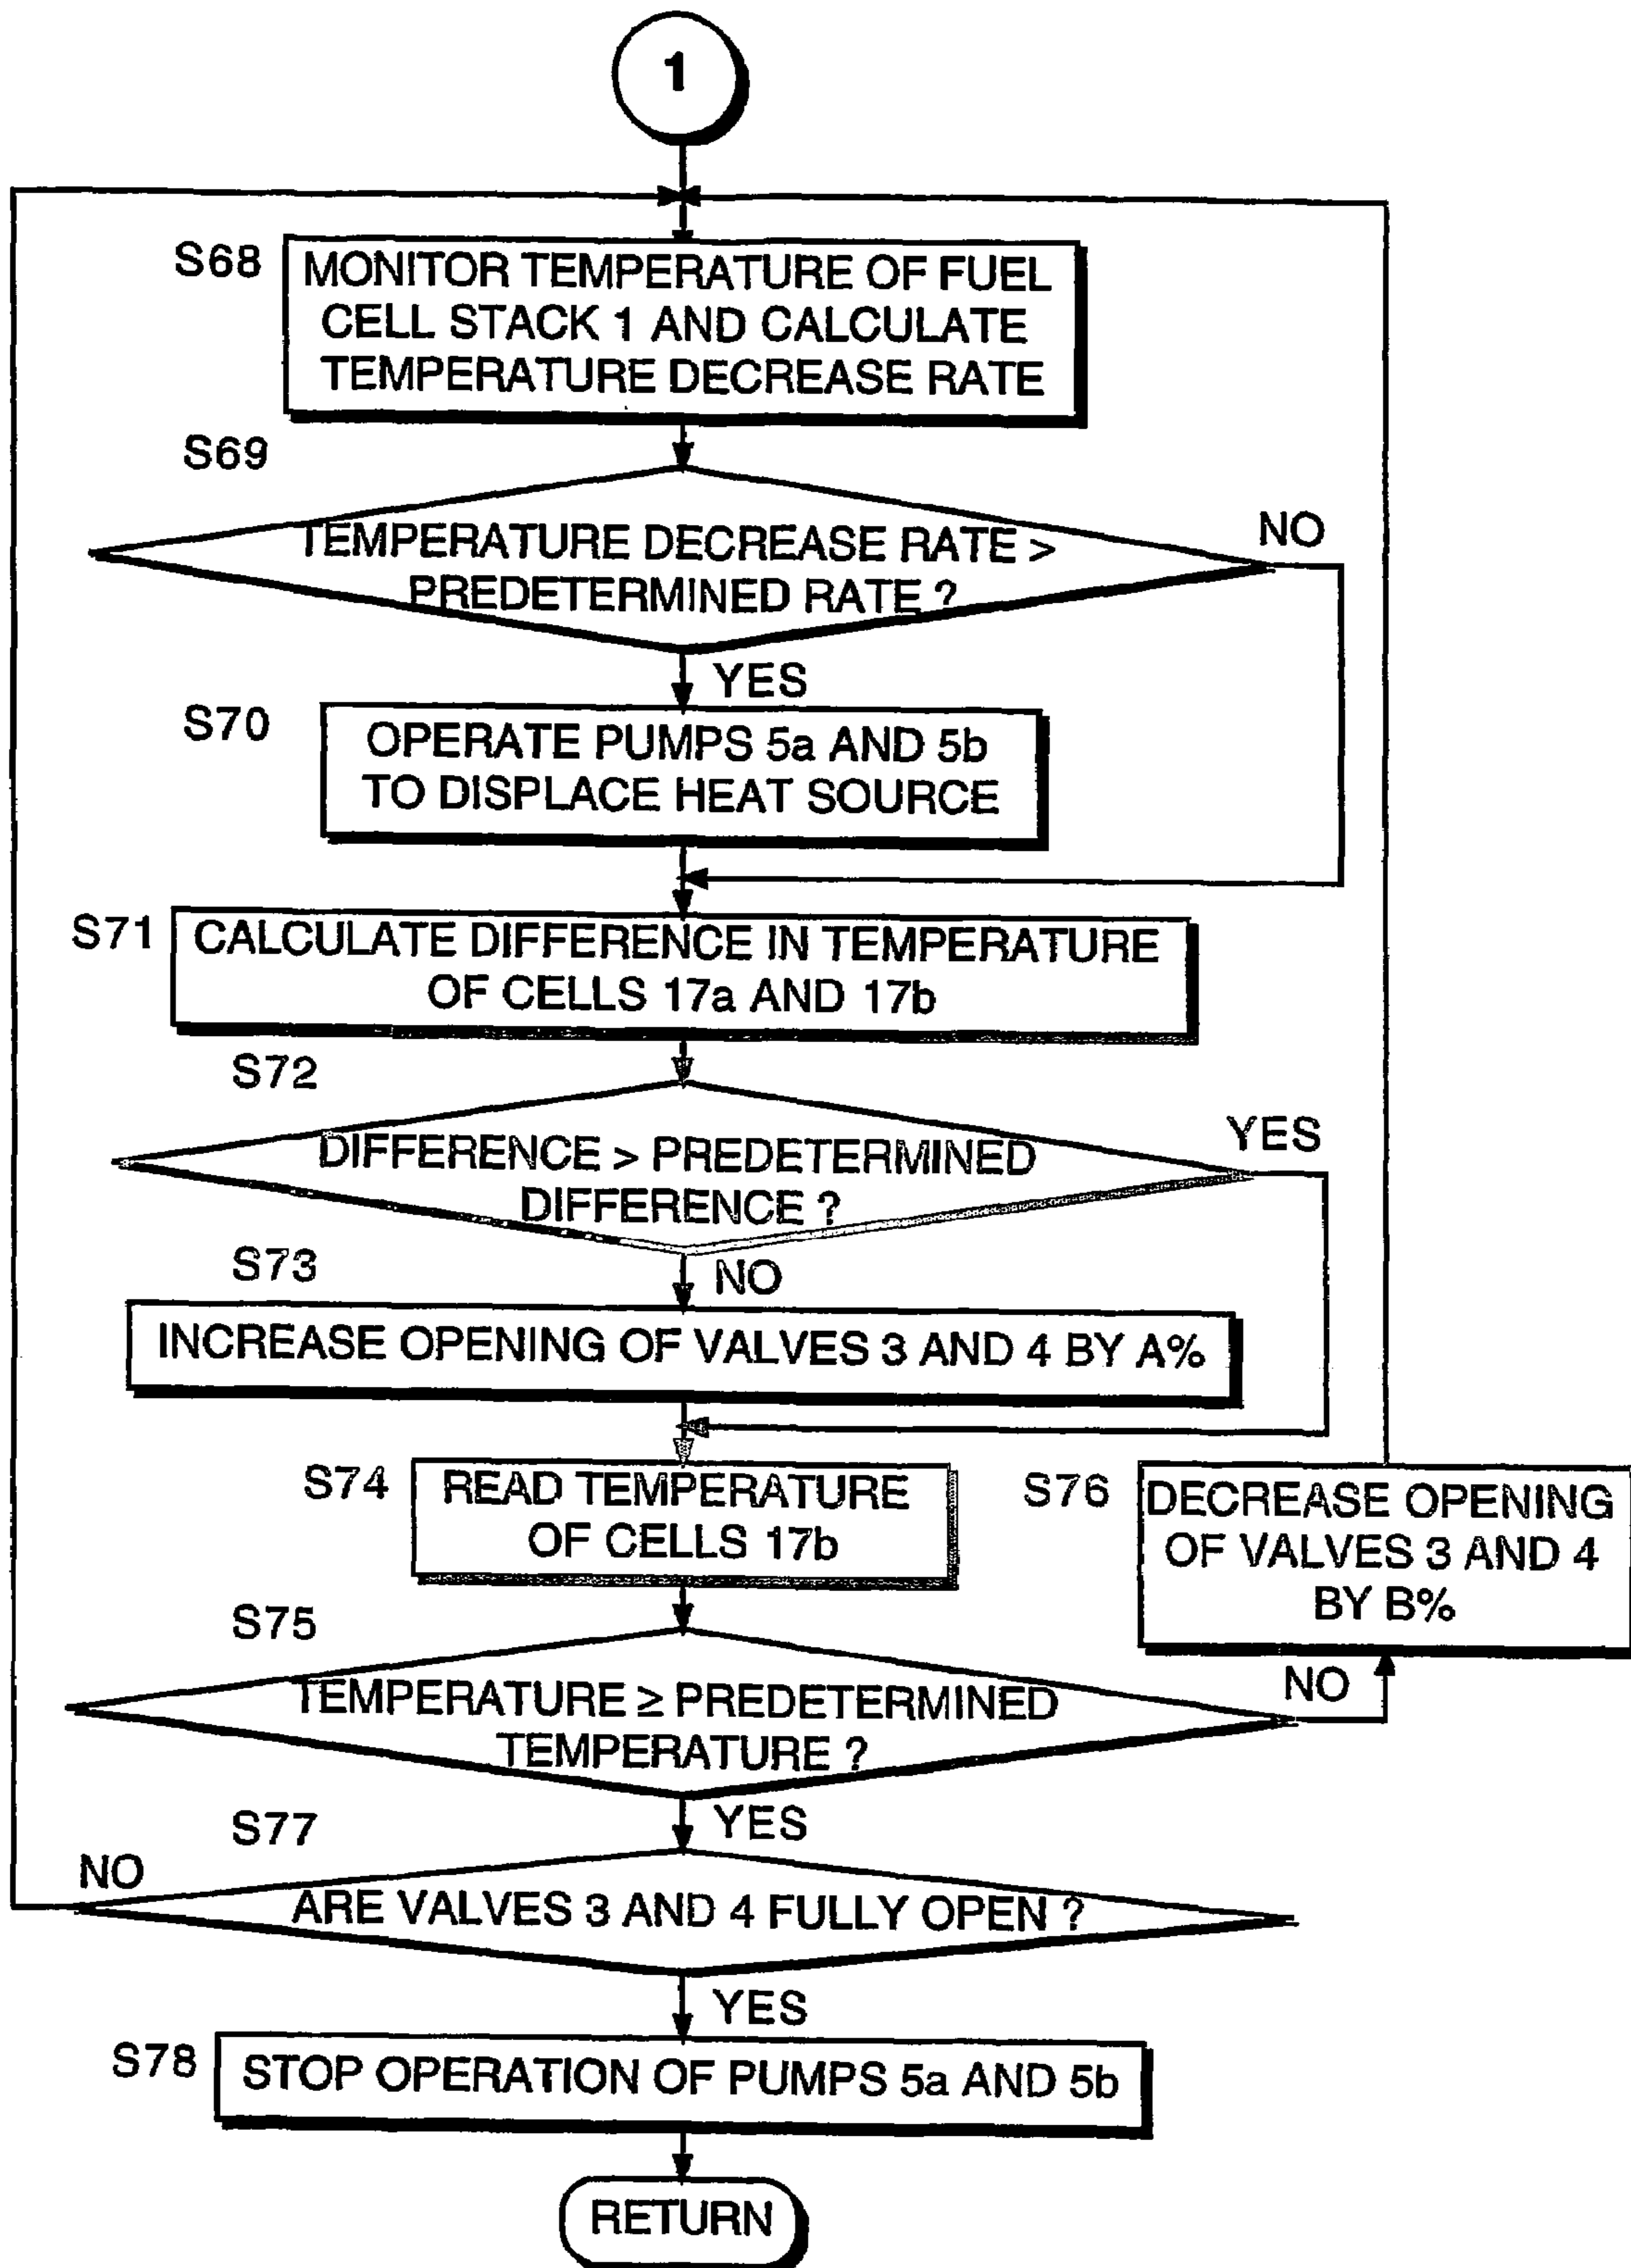 1
S68
MONITOR TEMPERATURE OF FUEL
CELL STACK 1 AND CALCULATE
TEMPERATURE DECREASE RATE
S69
TEMPERATURE DECREASE RATE >
PREDETERMINED RATE ?
NO
YES
S70
OPERATE PUMPS 5a AND 5b
TO DISPLACE HEAT SOURCE
S71
CALCULATE DIFFERENCE IN TEMPERATURE
OF CELLS 17a AND 17b
S72
DIFFERENCE > PREDETERMINED
DIFFERENCE ?
YES
NO
S73
INCREASE OPENING OF VALVES 3 AND 4 BY A%
S74
READ TEMPERATURE
OF CELLS 17b
S76
DECREASE OPENING
OF VALVES 3 AND 4
BY B%
S75
TEMPERATURE ≥ PREDETERMINED
TEMPERATURE ?
NO
YES
S77
NO
ARE VALVES 3 AND 4 FULLY OPEN ?
YES
S78
STOP OPERATION OF PUMPS 5a AND 5b
RETURN